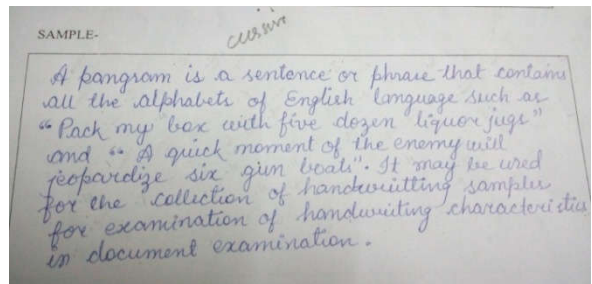 cursive
SAMPLE-
A pangram is a sentence or phrase that contains
all the alphabets of English language such as
“Pack my box with five dozen liquor jugs”
and “A quick moment of the enemy will
jeopardize six gun boats”. It may be used
for the collection of handwritting samples
for examination of handwriting characteristics
in document examination.